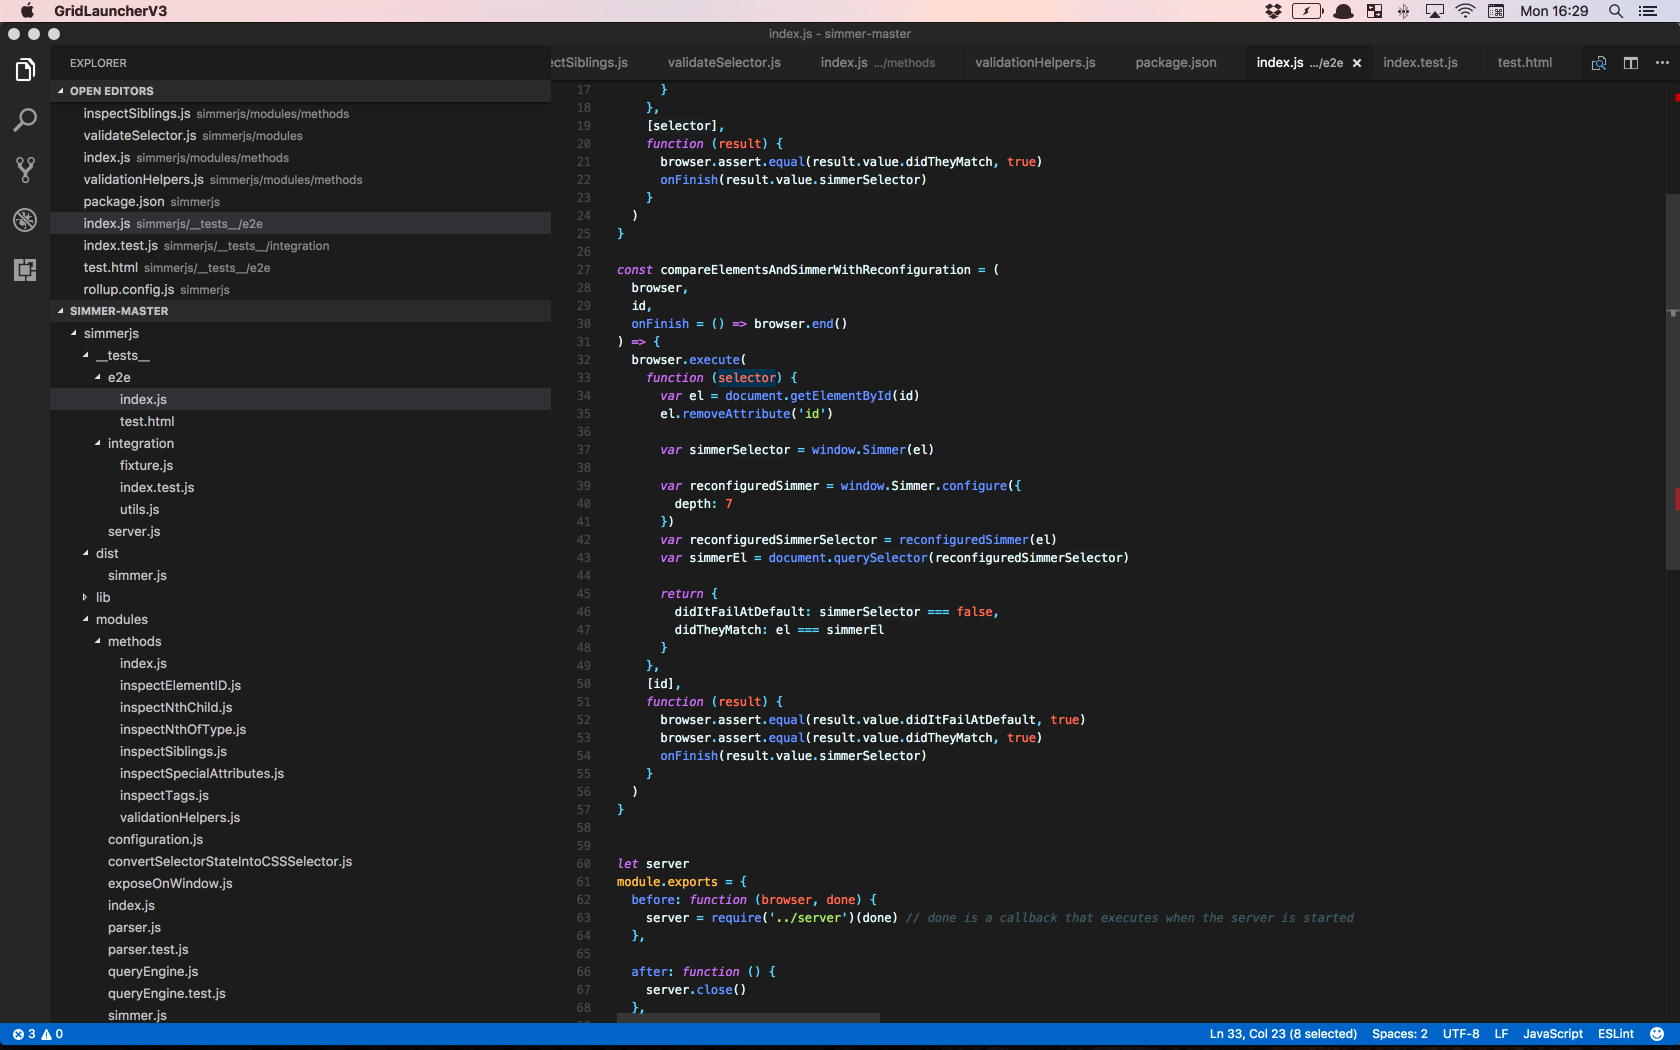 GridLauncherV3
Mon 16:29
index.js - simmer-master
EXPLORER
ectSiblings.js
validateSelector.js
index.js .../methods
validationHelpers.js
package.json
index.js .../e2e
index.test.js
test.html
OPEN EDITORS
inspectSiblings.js simmerjs/modules/methods
validateSelector.js simmerjs/modules
index.js simmerjs/modules/methods
validationHelpers.js simmerjs/modules/methods
package.json simmerjs
index.js simmerjs/__tests__/e2e
index.test.js simmerjs/__tests__/integration
test.html simmerjs/__tests__/e2e
rollup.config.js simmerjs
SIMMER-MASTER
simmerjs
__tests__
e2e
index.js
test.html
integration
fixture.js
index.test.js
utils.js
server.js
dist
simmer.js
lib
modules
methods
index.js
inspectElementID.js
inspectNthChild.js
inspectNthOfType.js
inspectSiblings.js
inspectSpecialAttributes.js
inspectTags.js
validationHelpers.js
configuration.js
convertSelectorStateIntoCSSSelector.js
exposeOnWindow.js
index.js
parser.js
parser.test.js
queryEngine.js
queryEngine.test.js
simmer.js
17 }
18 },
19 [selector],
20 function (result) {
21 browser.assert.equal(result.value.didTheyMatch, true)
22 onFinish(result.value.simmerSelector)
23 }
24 )
25 }
26
27 const compareElementsAndSimmerWithReconfiguration = (
28 browser,
29 id,
30 onFinish = () => browser.end()
31 ) => {
32 browser.execute(
33 function (selector) {
34 var el = document.getElementById(id)
35 el.removeAttribute('id')
36
37 var simmerSelector = window.Simmer(el)
38
39 var reconfiguredSimmer = window.Simmer.configure({
40 depth: 7
41 })
42 var reconfiguredSimmerSelector = reconfiguredSimmer(el)
43 var simmerEl = document.querySelector(reconfiguredSimmerSelector)
44
45 return {
46 didItFailAtDefault: simmerSelector === false,
47 didTheyMatch: el === simmerEl
48 }
49 },
50 [id],
51 function (result) {
52 browser.assert.equal(result.value.didItFailAtDefault, true)
53 browser.assert.equal(result.value.didTheyMatch, true)
54 onFinish(result.value.simmerSelector)
55 }
56 )
57 }
58
59
60 let server
61 module.exports = {
62 before: function (browser, done) {
63 server = require('../server')(done) // done is a callback that executes when the server is started
64 },
65
66 after: function () {
67 server.close()
68 },
3 0
Ln 33, Col 23 (8 selected) Spaces: 2 UTF-8 LF JavaScript ESLint